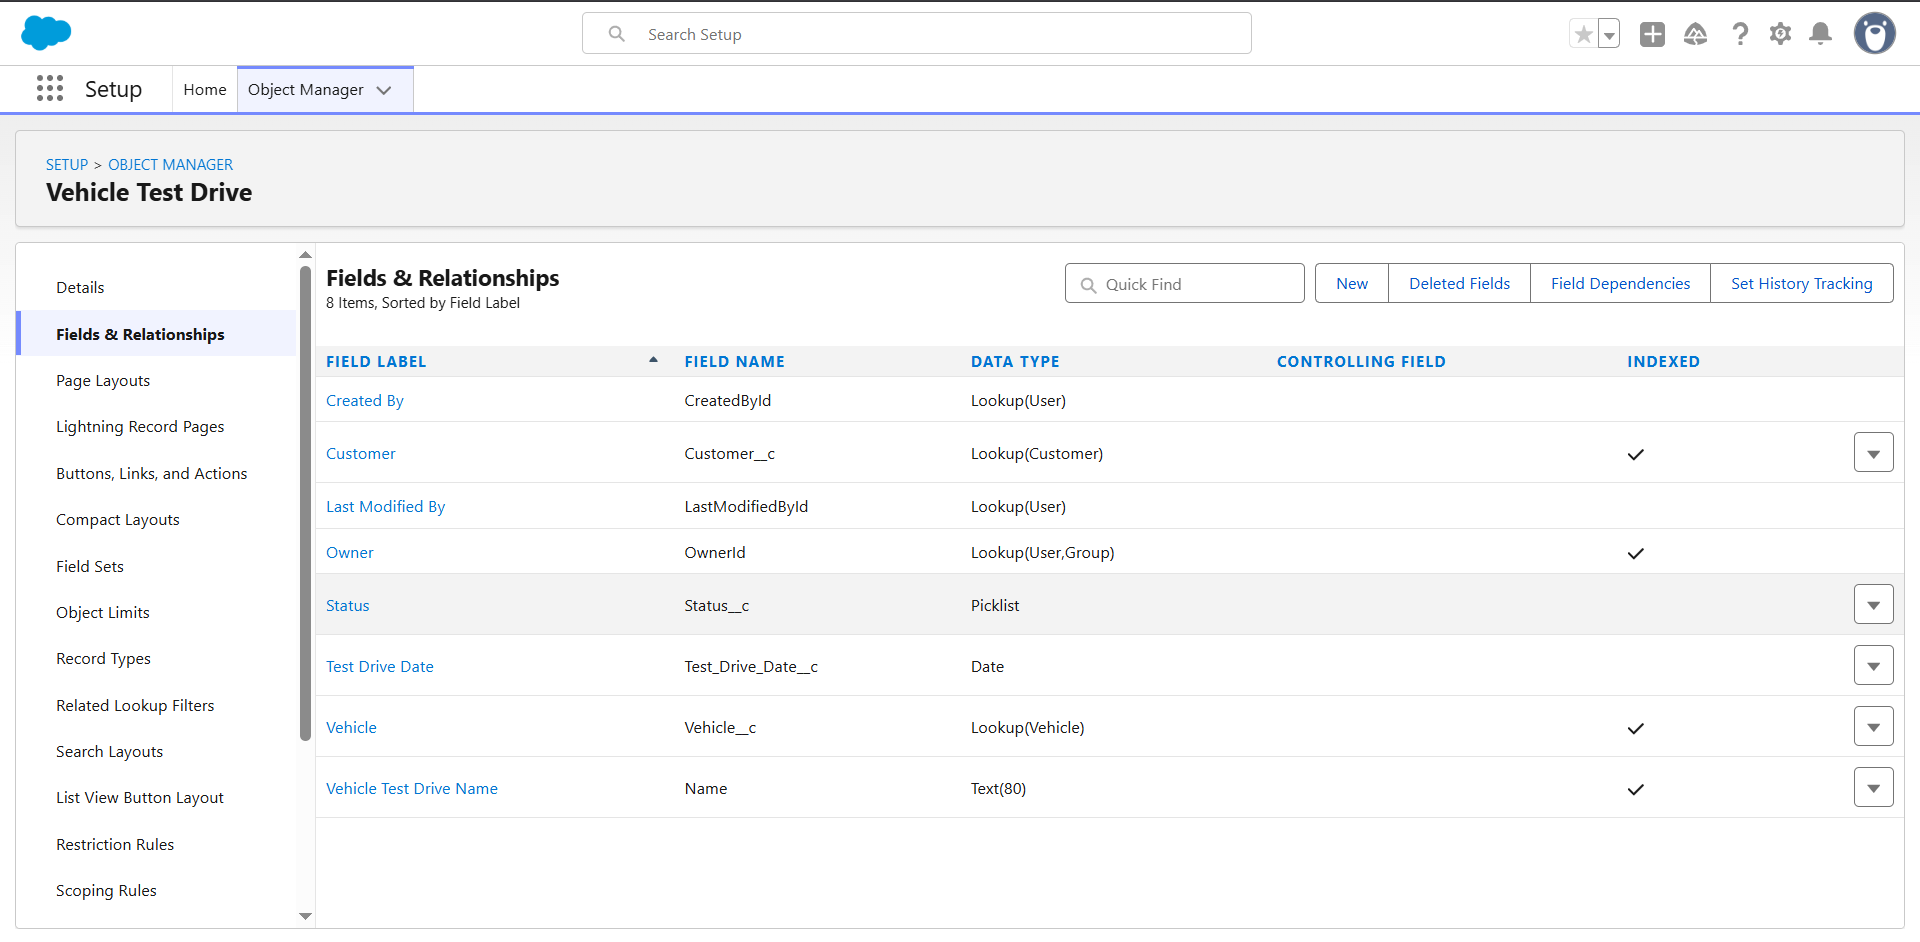 Search Setup
Setup
Home
Object Manager
SETUP > OBJECT MANAGER
Vehicle Test Drive
Details
Fields & Relationships
Page Layouts
Lightning Record Pages
Buttons, Links, and Actions
Compact Layouts
Field Sets
Object Limits
Record Types
Related Lookup Filters
Search Layouts
List View Button Layout
Restriction Rules
Scoping Rules
Fields & Relationships
8 Items, Sorted by Field Label
Quick Find
New
Deleted Fields
Field Dependencies
Set History Tracking
FIELD LABEL FIELD NAME DATA TYPE CONTROLLING FIELD INDEXED
Created By CreatedById Lookup(User)
Customer Customer__c Lookup(Customer)
Last Modified By LastModifiedById Lookup(User)
Owner OwnerId Lookup(User,Group)
Status Status__c Picklist
Test Drive Date Test_Drive_Date__c Date
Vehicle Vehicle__c Lookup(Vehicle)
Vehicle Test Drive Name Name Text(80)